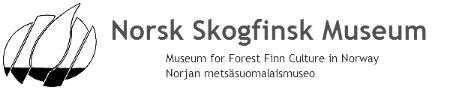 Norsk Skogfinsk Museum
Museum for Forest Finn Culture in Norway
Norjan metsäsuomalaismuseo